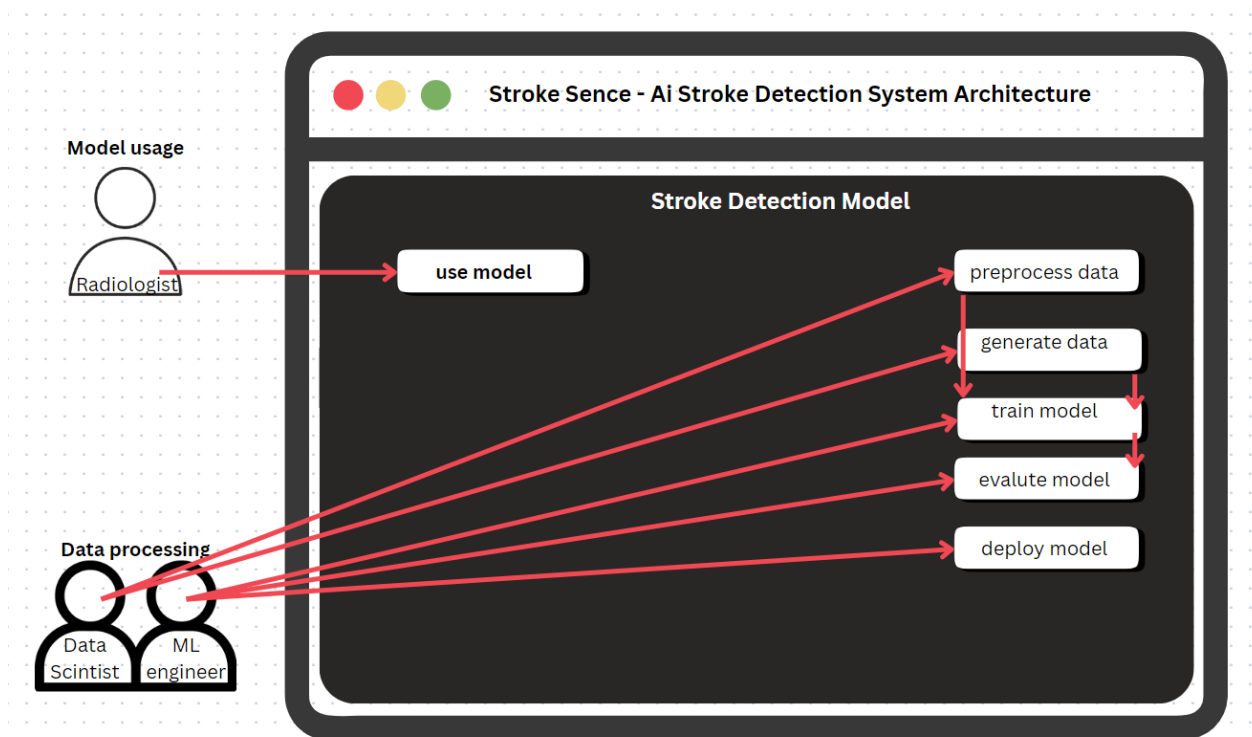 Stroke Sence - Ai Stroke Detection System Architecture
Model usage
Radiologist
Stroke Detection Model
use model
preprocess data
generate data
train model
evalute model
deploy model
Data processing
Data
Scintist
ML
engineer